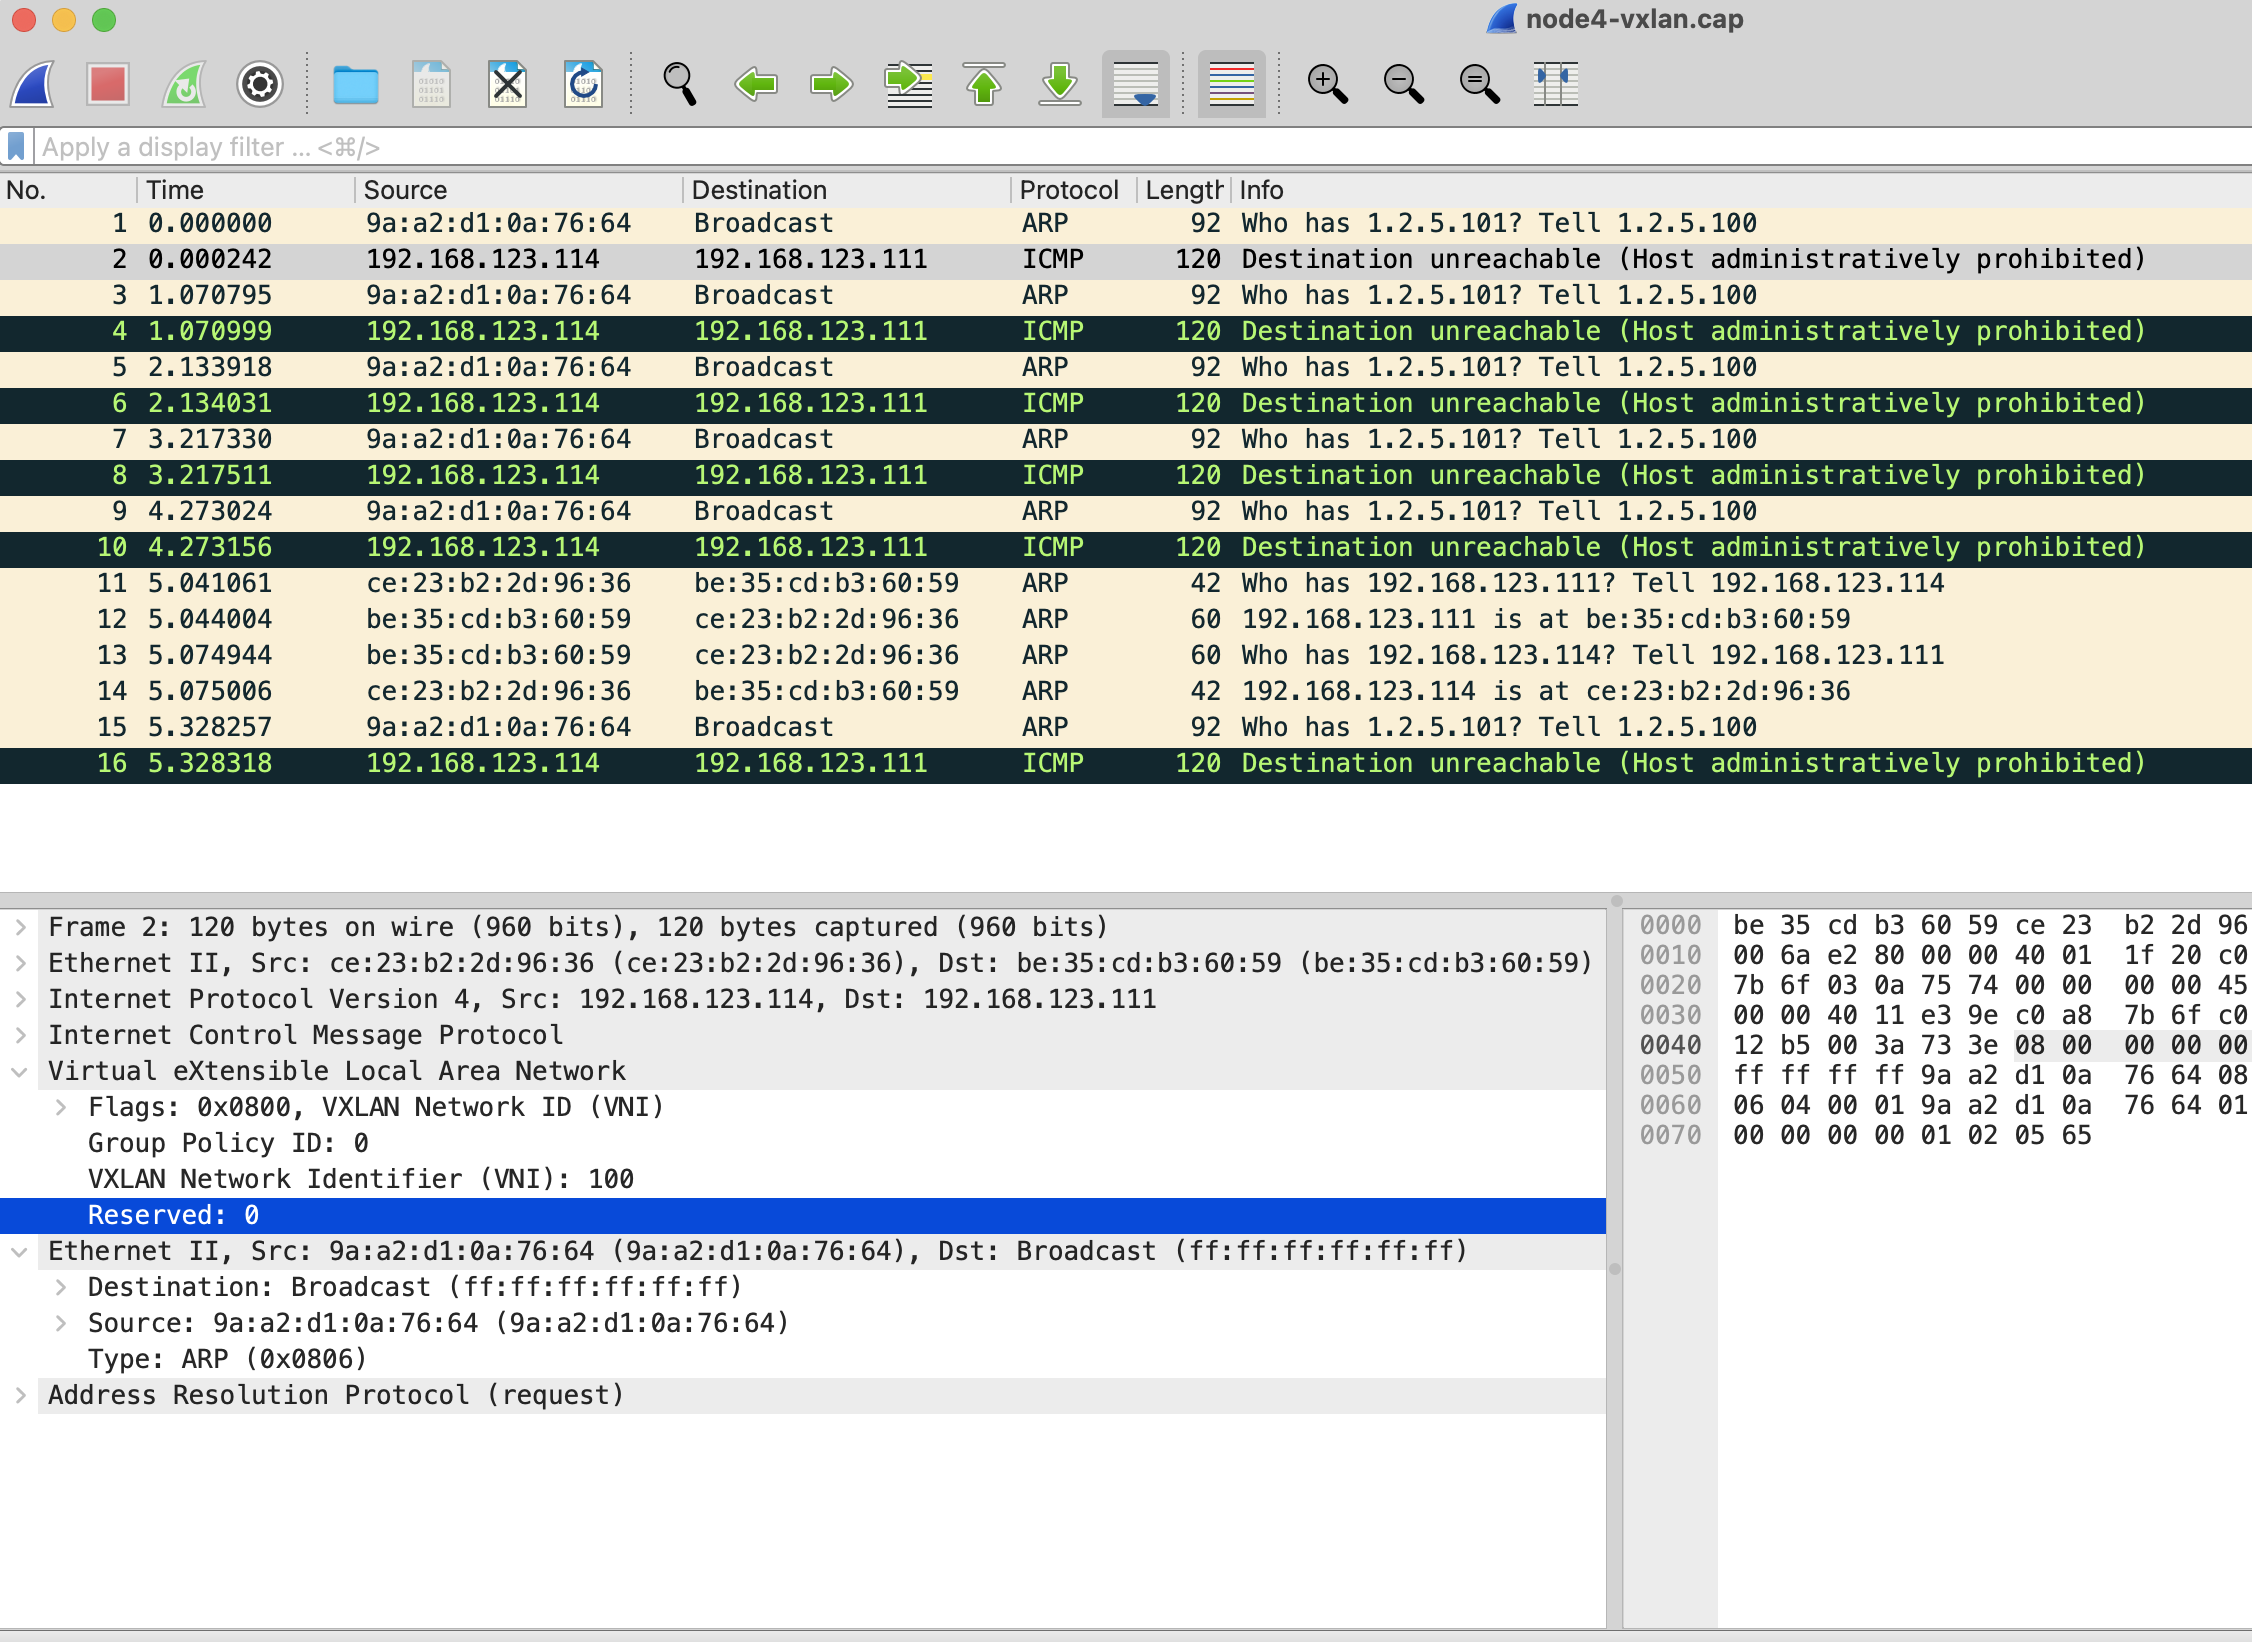 node4-vxlan.cap
Apply a display filter ... <⌘/>
No. Time Source Destination Protocol Length Info
1 0.000000 9a:a2:d1:0a:76:64 Broadcast ARP 92 Who has 1.2.5.101? Tell 1.2.5.100
2 0.000242 192.168.123.114 192.168.123.111 ICMP 120 Destination unreachable (Host administratively prohibited)
3 1.070795 9a:a2:d1:0a:76:64 Broadcast ARP 92 Who has 1.2.5.101? Tell 1.2.5.100
4 1.070999 192.168.123.114 192.168.123.111 ICMP 120 Destination unreachable (Host administratively prohibited)
5 2.133918 9a:a2:d1:0a:76:64 Broadcast ARP 92 Who has 1.2.5.101? Tell 1.2.5.100
6 2.134031 192.168.123.114 192.168.123.111 ICMP 120 Destination unreachable (Host administratively prohibited)
7 3.217330 9a:a2:d1:0a:76:64 Broadcast ARP 92 Who has 1.2.5.101? Tell 1.2.5.100
8 3.217511 192.168.123.114 192.168.123.111 ICMP 120 Destination unreachable (Host administratively prohibited)
9 4.273024 9a:a2:d1:0a:76:64 Broadcast ARP 92 Who has 1.2.5.101? Tell 1.2.5.100
10 4.273156 192.168.123.114 192.168.123.111 ICMP 120 Destination unreachable (Host administratively prohibited)
11 5.041061 ce:23:b2:2d:96:36 be:35:cd:b3:60:59 ARP 42 Who has 192.168.123.111? Tell 192.168.123.114
12 5.044004 be:35:cd:b3:60:59 ce:23:b2:2d:96:36 ARP 60 192.168.123.111 is at be:35:cd:b3:60:59
13 5.074944 be:35:cd:b3:60:59 ce:23:b2:2d:96:36 ARP 60 Who has 192.168.123.114? Tell 192.168.123.111
14 5.075006 ce:23:b2:2d:96:36 be:35:cd:b3:60:59 ARP 42 192.168.123.114 is at ce:23:b2:2d:96:36
15 5.328257 9a:a2:d1:0a:76:64 Broadcast ARP 92 Who has 1.2.5.101? Tell 1.2.5.100
16 5.328318 192.168.123.114 192.168.123.111 ICMP 120 Destination unreachable (Host administratively prohibited)
Frame 2: 120 bytes on wire (960 bits), 120 bytes captured (960 bits)
Ethernet II, Src: ce:23:b2:2d:96:36 (ce:23:b2:2d:96:36), Dst: be:35:cd:b3:60:59 (be:35:cd:b3:60:59)
Internet Protocol Version 4, Src: 192.168.123.114, Dst: 192.168.123.111
Internet Control Message Protocol
Virtual eXtensible Local Area Network
Flags: 0x0800, VXLAN Network ID (VNI)
Group Policy ID: 0
VXLAN Network Identifier (VNI): 100
Reserved: 0
Ethernet II, Src: 9a:a2:d1:0a:76:64 (9a:a2:d1:0a:76:64), Dst: Broadcast (ff:ff:ff:ff:ff:ff)
Destination: Broadcast (ff:ff:ff:ff:ff:ff)
Source: 9a:a2:d1:0a:76:64 (9a:a2:d1:0a:76:64)
Type: ARP (0x0806)
Address Resolution Protocol (request)
0000 be 35 cd b3 60 59 ce 23 b2 2d 96
0010 00 6a e2 80 00 00 40 01 1f 20 c0
0020 7b 6f 03 0a 75 74 00 00 00 00 45
0030 00 00 40 11 e3 9e c0 a8 7b 6f c0
0040 12 b5 00 3a 73 3e 08 00 00 00 00
0050 ff ff ff ff 9a a2 d1 0a 76 64 08
0060 06 04 00 01 9a a2 d1 0a 76 64 01
0070 00 00 00 00 01 02 05 65